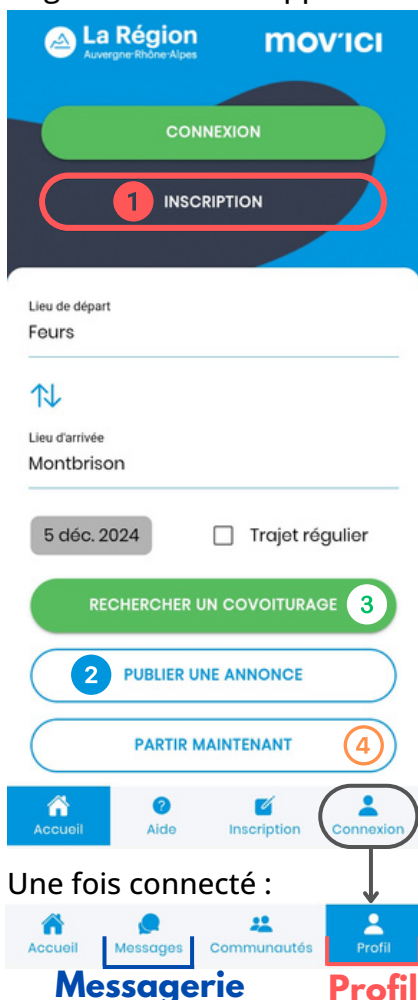 La Région
Auvergne-Rhône-Alpes
mov'ici
CONNEXION
1 INSCRIPTION
Lieu de départ
Feurs
Lieu d'arrivée
Montbrison
5 déc. 2024 Trajet régulier
RECHERCHER UN COVOITURAGE 3
2 PUBLIER UNE ANNONCE
PARTIR MAINTENANT 4
Accueil Aide Inscription Connexion
Une fois connecté :
Accueil Messages Communautés Profil
Messagerie Profil